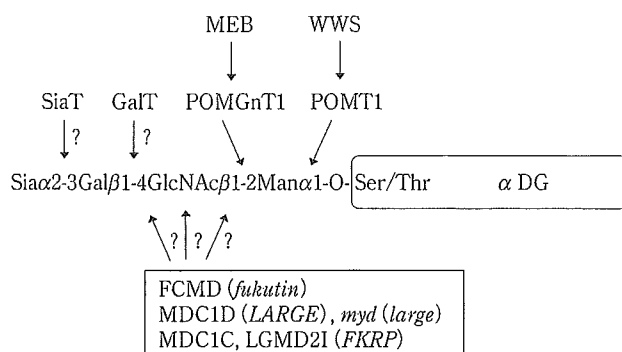 MEB WWS
SiaT GalT POMGnT1 POMT1
? ?
Siaα2-3Galβ1-4GlcNAcβ1-2Manα1-O-Ser/Thr α DG
? ? ?
FCMD (fukutin)
MDC1D (LARGE), myd (large)
MDC1C, LGMD2I (FKRP)